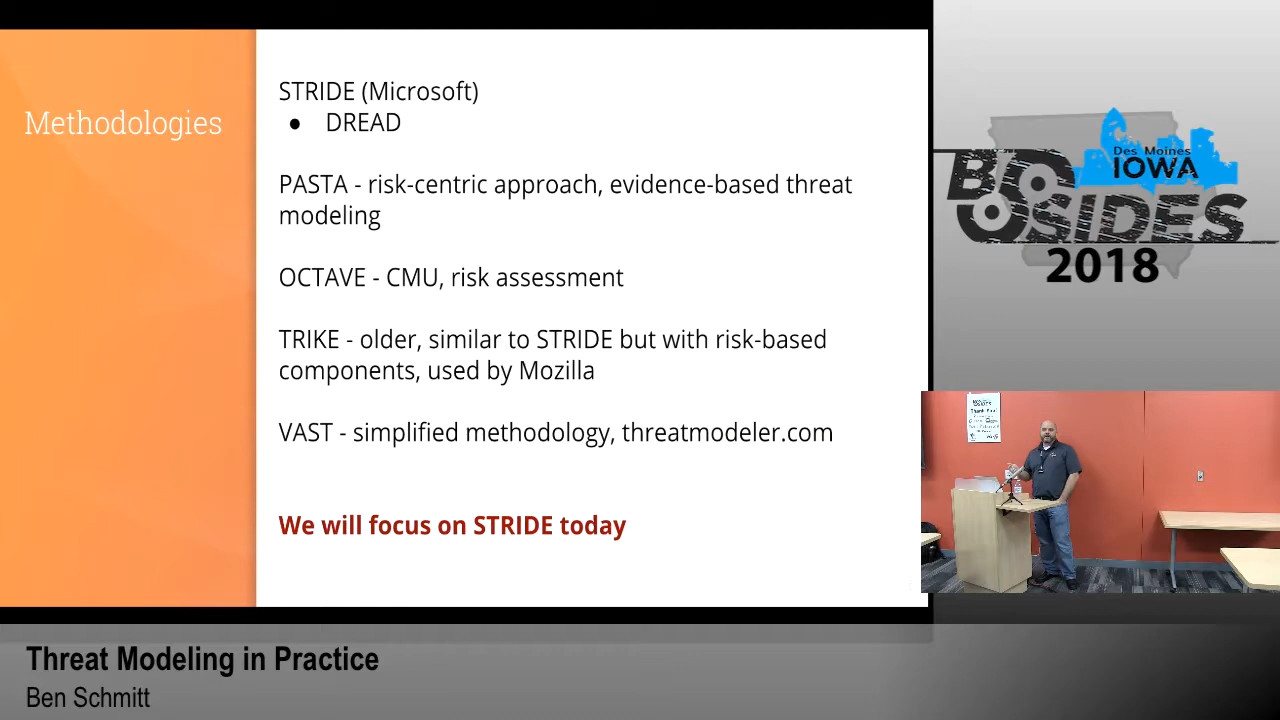 Methodologies
STRIDE (Microsoft)
● DREAD
PASTA - risk-centric approach, evidence-based threat
modeling
OCTAVE - CMU, risk assessment
TRIKE - older, similar to STRIDE but with risk-based
components, used by Mozilla
VAST - simplified methodology, threatmodeler.com
We will focus on STRIDE today
Des Moines
IOWA
BSIDES
2018
Thank You!
Threat Modeling in Practice
Ben Schmitt